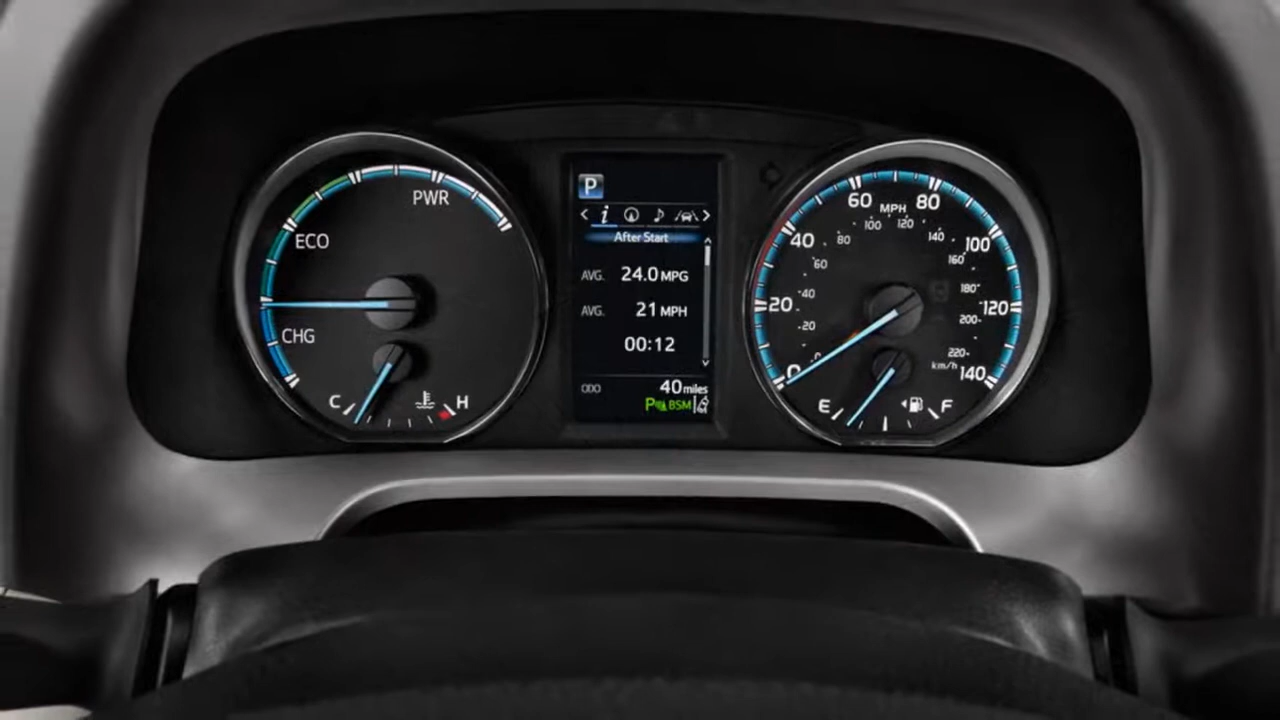 PWR
ECO
CHG
C H
P
i
After Start
AVG. 24.0 MPG
AVG. 21 MPH
00:12
ODO 40 miles
P BSM
0 20 40 60 80 100 120 140
MPH
0 20 40 60 80 100 120 140 160 180 200 220
km/h
E F